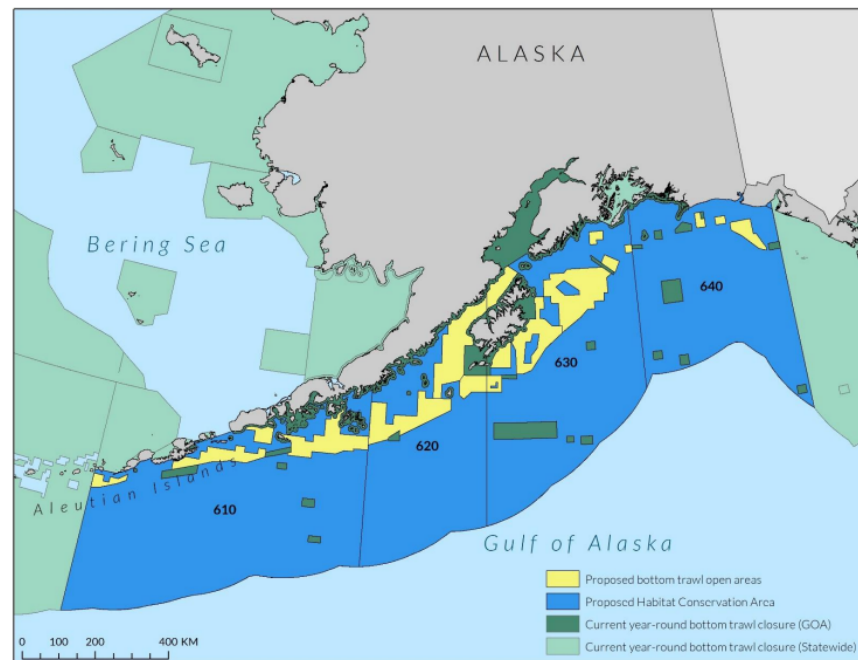 ALASKA
Bering Sea
640
630
620
610
Aleutian Islands
Gulf of Alaska
Proposed bottom trawl open areas
Proposed Habitat Conservation Area
Current year-round bottom trawl closure (GOA)
Current year-round bottom trawl closure (Statewide)
0 100 200 400 KM